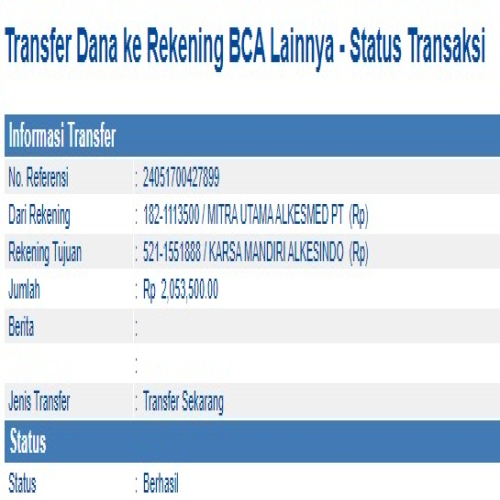 Transfer Dana ke Rekening BCA Lainnya - Status Transaksi
Informasi Transfer
No. Referensi : 24051700427899
Dari Rekening : 182-1113500 / MITRA UTAMA ALKESMED PT (Rp)
Rekening Tujuan : 521-1551888 / KARSA MANDIRI ALKESINDO (Rp)
Jumlah : Rp 2,053,500.00
Berita :
:
Jenis Transfer : Transfer Sekarang
Status
Status : Berhasil